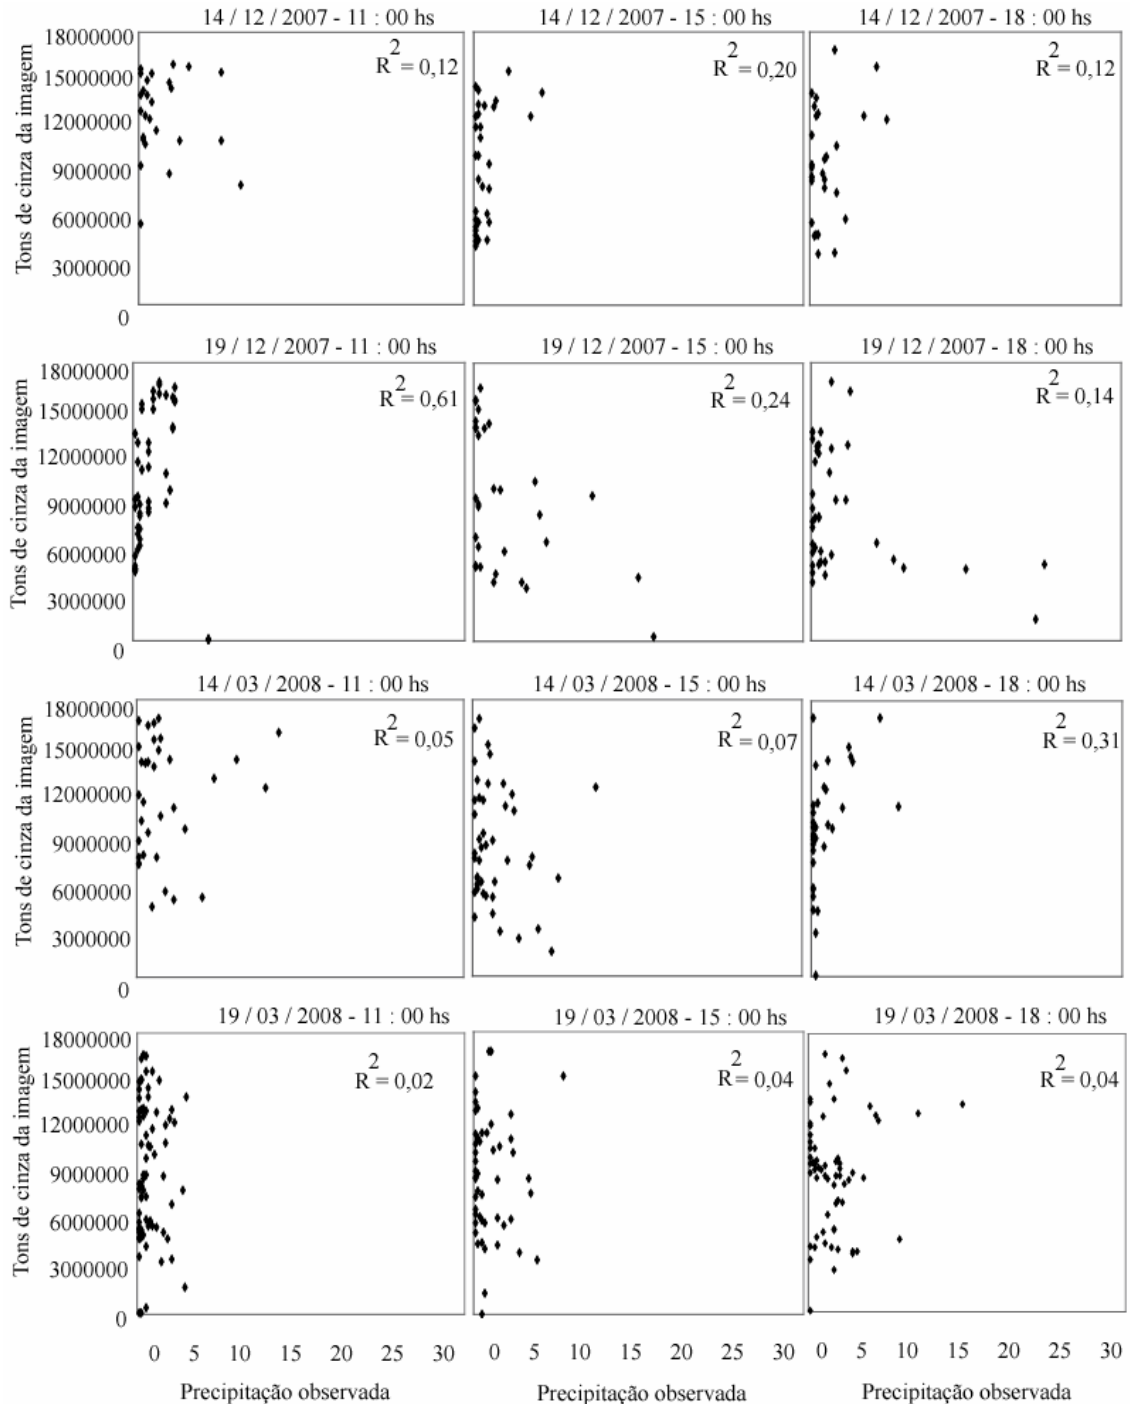 14 / 12 / 2007 - 11 : 00 hs
14 / 12 / 2007 - 15 : 00 hs
14 / 12 / 2007 - 18 : 00 hs
Tons de cinza da imagem
18000000
15000000
12000000
9000000
6000000
3000000
0
R2 = 0,12
R2 = 0,20
R2 = 0,12
19 / 12 / 2007 - 11 : 00 hs
19 / 12 / 2007 - 15 : 00 hs
19 / 12 / 2007 - 18 : 00 hs
Tons de cinza da imagem
18000000
15000000
12000000
9000000
6000000
3000000
0
R2 = 0,61
R2 = 0,24
R2 = 0,14
14 / 03 / 2008 - 11 : 00 hs
14 / 03 / 2008 - 15 : 00 hs
14 / 03 / 2008 - 18 : 00 hs
Tons de cinza da imagem
18000000
15000000
12000000
9000000
6000000
3000000
0
R2 = 0,05
R2 = 0,07
R2 = 0,31
19 / 03 / 2008 - 11 : 00 hs
19 / 03 / 2008 - 15 : 00 hs
19 / 03 / 2008 - 18 : 00 hs
Tons de cinza da imagem
18000000
15000000
12000000
9000000
6000000
3000000
0
R2 = 0,02
R2 = 0,04
R2 = 0,04
0 5 10 15 20 25 30
0 5 10 15 20 25 30
0 5 10 15 20 25 30
Precipitação observada
Precipitação observada
Precipitação observada